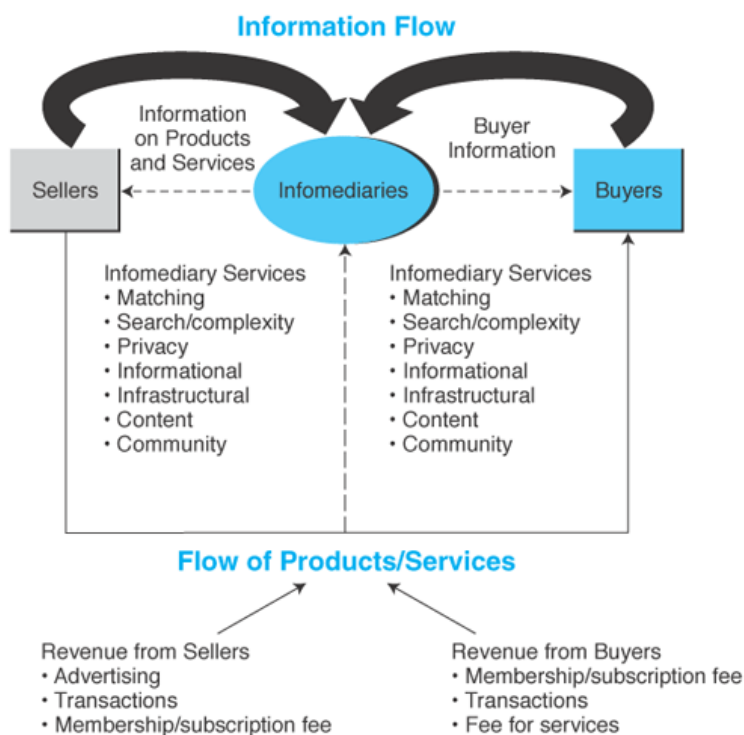 Information Flow
Information
on Products
and Services
Buyer
Information
Sellers
Infomediaries
Buyers
Infomediary Services
• Matching
• Search/complexity
• Privacy
• Informational
• Infrastructural
• Content
• Community
Infomediary Services
• Matching
• Search/complexity
• Privacy
• Informational
• Infrastructural
• Content
• Community
Flow of Products/Services
Revenue from Sellers
• Advertising
• Transactions
• Membership/subscription fee
Revenue from Buyers
• Membership/subscription fee
• Transactions
• Fee for services